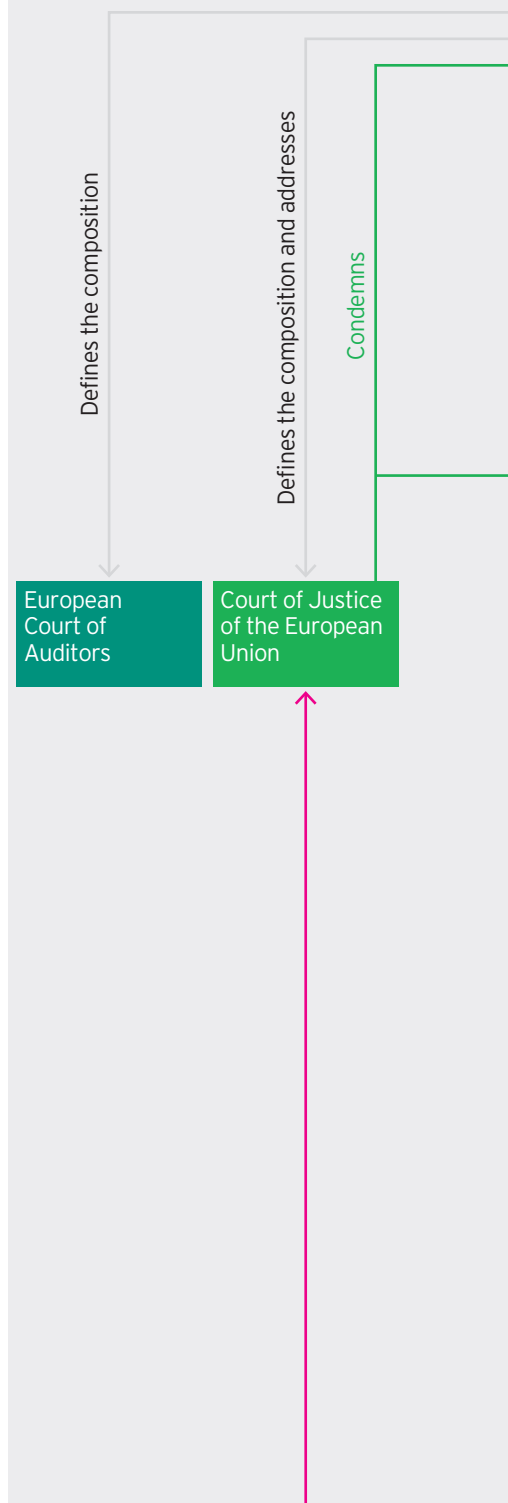 Defines the composition
Defines the composition and addresses
Condemns
European
Court of
Auditors
Court of Justice
of the European
Union